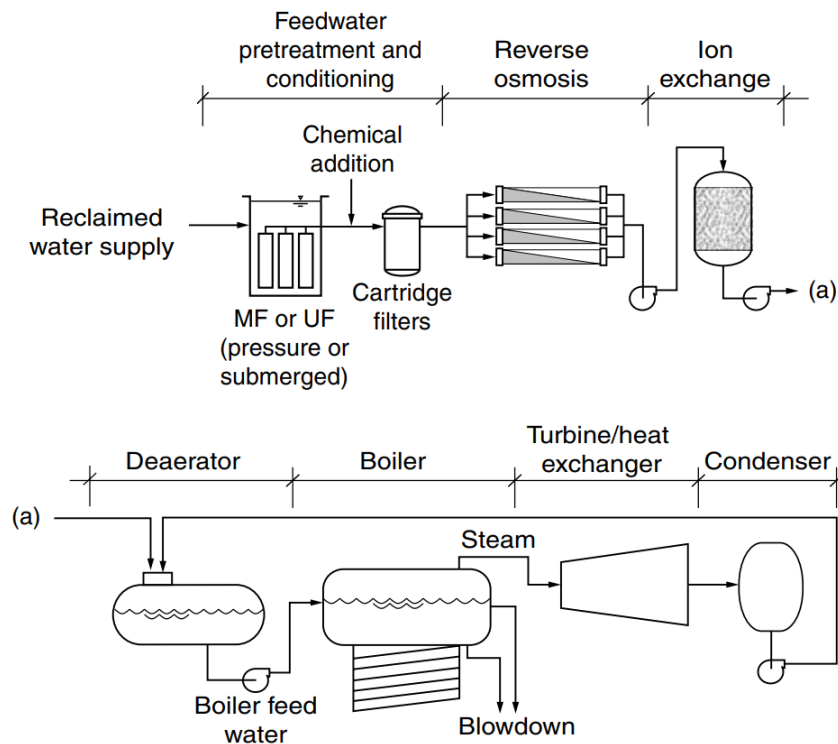 Feedwater
pretreatment and
conditioning
Reverse
osmosis
Ion
exchange
Chemical
addition
Reclaimed
water supply
MF or UF
(pressure or
submerged)
Cartridge
filters
(a)
Deaerator
Boiler
Turbine/heat
exchanger
Condenser
(a)
Steam
Boiler feed
water
Blowdown